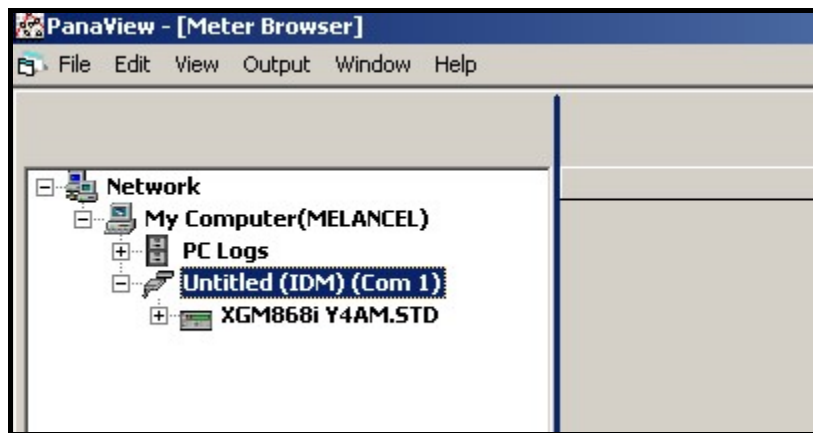 PanaView - [Meter Browser]
File Edit View Output Window Help
Network
My Computer(MELANCEL)
PC Logs
Untitled (IDM) (Com 1)
XGM868i Y4AM.STD